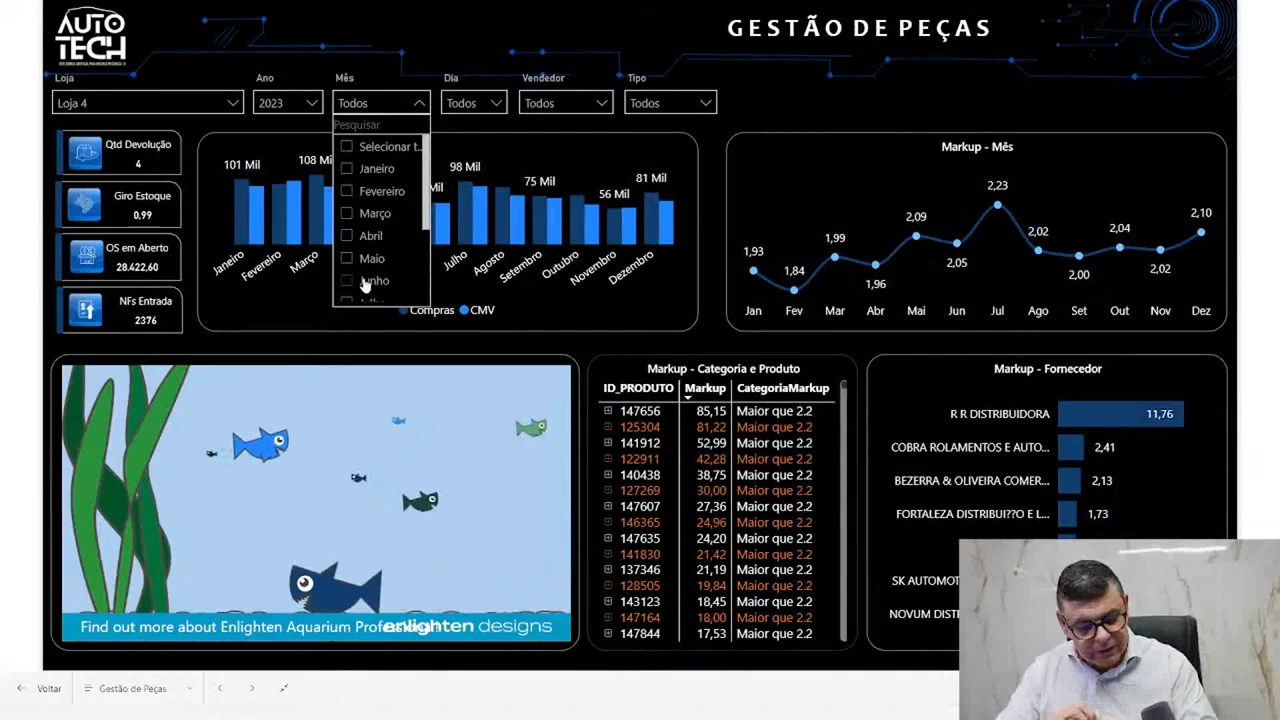 AUTO
TECH
GESTÃO DE PEÇAS
Loja
Ano
Mês
Dia
Vendedor
Tipo
Loja 4
2023
Todos
Todos
Todos
Todos
Pesquisar
Selecionar t...
Janeiro
Fevereiro
Março
Abril
Maio
Junho
Qtd Devolução
4
Giro Estoque
0,99
OS em Aberto
28.422,60
NFs Entrada
2376
101 Mil
108 Mi
Mil
98 Mil
75 Mil
56 Mil
81 Mil
Janeiro
Fevereiro
Março
Julho
Agosto
Setembro
Outubro
Novembro
Dezembro
Compras
CMV
Markup - Mês
1,93
1,84
1,99
1,96
2,09
2,05
2,23
2,02
2,00
2,04
2,02
2,10
Jan
Fev
Mar
Abr
Mai
Jun
Jul
Ago
Set
Out
Nov
Dez
Find out more about Enlighten Aquarium Profess
enlighten designs
Markup - Categoria e Produto
ID_PRODUTO Markup CategoriaMarkup
147656 85,15 Maior que 2.2
125304 81,22 Maior que 2.2
141912 52,99 Maior que 2.2
122911 42,28 Maior que 2.2
140438 38,75 Maior que 2.2
127269 30,00 Maior que 2.2
147607 27,36 Maior que 2.2
146365 24,96 Maior que 2.2
147635 24,20 Maior que 2.2
141830 21,42 Maior que 2.2
137346 21,19 Maior que 2.2
128505 19,84 Maior que 2.2
143123 18,45 Maior que 2.2
147164 18,00 Maior que 2.2
147844 17,53 Maior que 2.2
Markup - Fornecedor
R R DISTRIBUIDORA 11,76
COBRA ROLAMENTOS E AUTO... 2,41
BEZERRA & OLIVEIRA COMER... 2,13
FORTALEZA DISTRIBUI??O E L... 1,73
SK AUTOMOT
NOVUM DIST
Voltar
Gestão de Peças